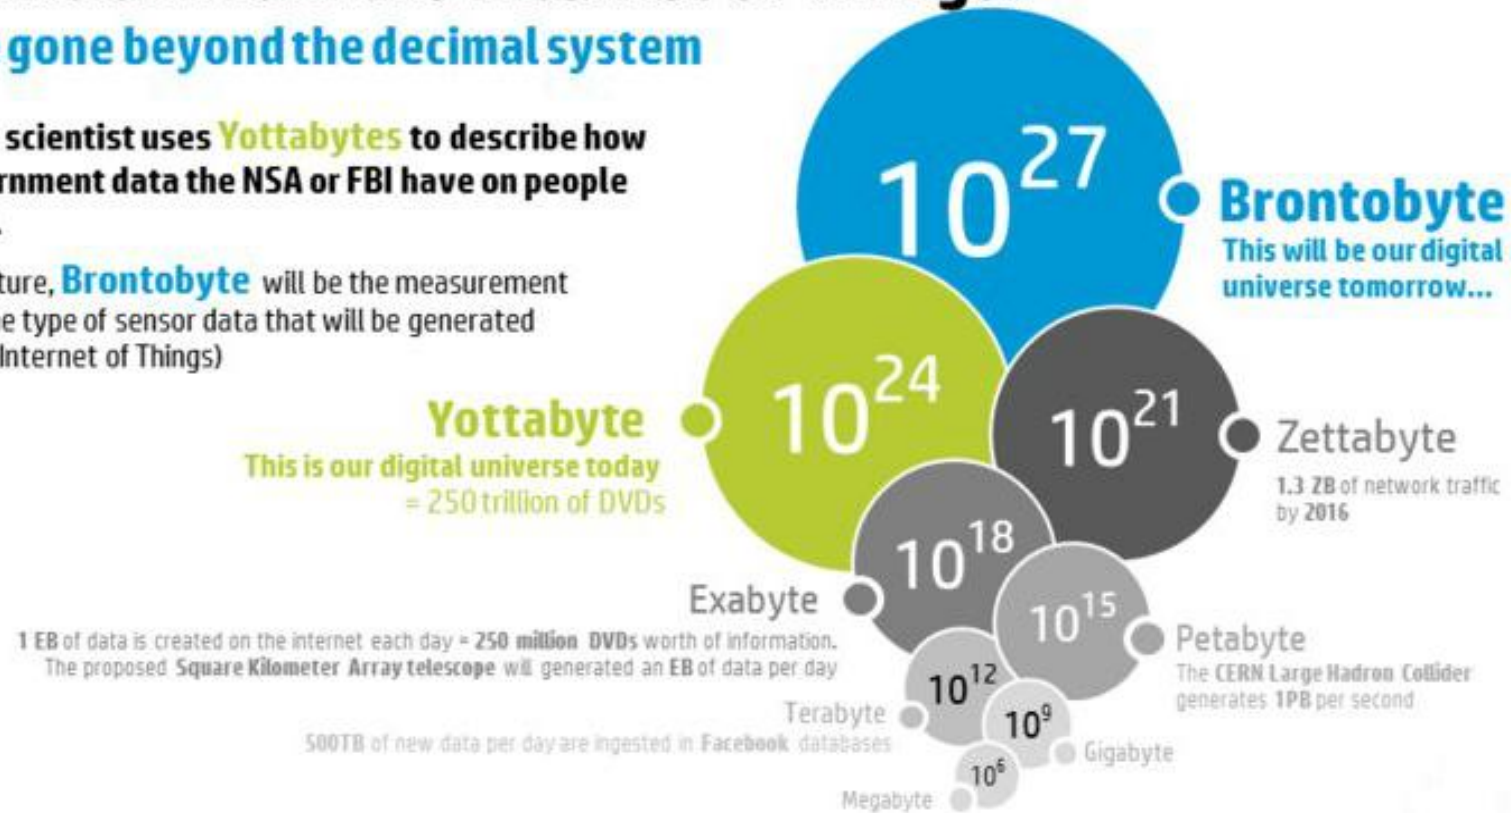 gone beyond the decimal system
scientist uses Yottabytes to describe how
rnment data the NSA or FBI have on people
ture, Brontobyte will be the measurement
e type of sensor data that will be generated
Internet of Things)
10^27
Brontobyte
This will be our digital
universe tomorrow...
10^24
Yottabyte
This is our digital universe today
= 250 trillion of DVDs
10^21
Zettabyte
1.3 ZB of network traffic
by 2016
10^18
Exabyte
1 EB of data is created on the internet each day = 250 million DVDs worth of information.
The proposed Square Kilometer Array telescope will generated an EB of data per day
10^15
Petabyte
The CERN Large Hadron Collider
generates 1PB per second
10^12
Terabyte
500TB of new data per day are ingested in Facebook databases
10^9
Gigabyte
10^6
Megabyte